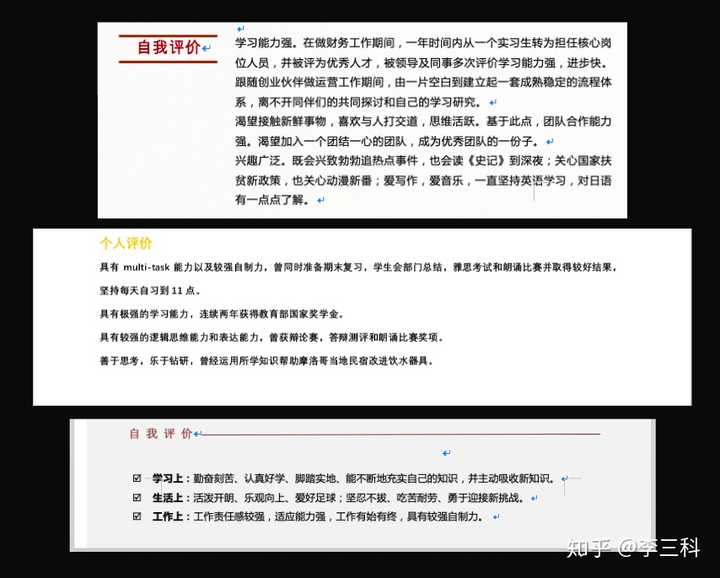 自我评价
学习能力强。在做财务工作期间，一年时间内从一个实习生转为担任核心岗
位人员，并被评为优秀人才，被领导及同事多次评价学习能力强，进步快。
跟随创业伙伴做运营工作期间，由一片空白到建立起一套成熟稳定的流程体
系，离不开同伴们的共同探讨和自己的学习研究。
渴望接触新鲜事物，喜欢与人打交道，思维活跃。基于此点，团队合作能力
强。渴望加入一个团结一心的团队，成为优秀团队的一份子。
兴趣广泛。既会兴致勃勃追热点事件，也会读《史记》到深夜；关心国家扶
贫新政策，也关心动漫新番；爱写作，爱音乐，一直坚持英语学习，对日语
有一点点了解。
个人评价
具有 multi-task 能力以及较强自制力，曾同时准备期末复习，学生会部门总结，雅思考试和朗诵比赛并取得较好结果，
坚持每天自习到 11 点。
具有极强的学习能力，连续两年获得教育部国家奖学金。
具有较强的逻辑思维能力和表达能力，曾获辩论赛，答辩测评和朗诵比赛奖项。
善于思考，乐于钻研，曾经运用所学知识帮助摩洛哥当地民宿改进饮水器具。
自 我 评 价
学习上：勤奋刻苦、认真好学、脚踏实地、能不断地充实自己的知识，并主动吸收新知识。
生活上：活泼开朗、乐观向上、爱好足球；坚忍不拔、吃苦耐劳、勇于迎接新挑战。
工作上：工作责任感较强，适应能力强，工作有始有终，具有较强自制力。
知乎 @李三科